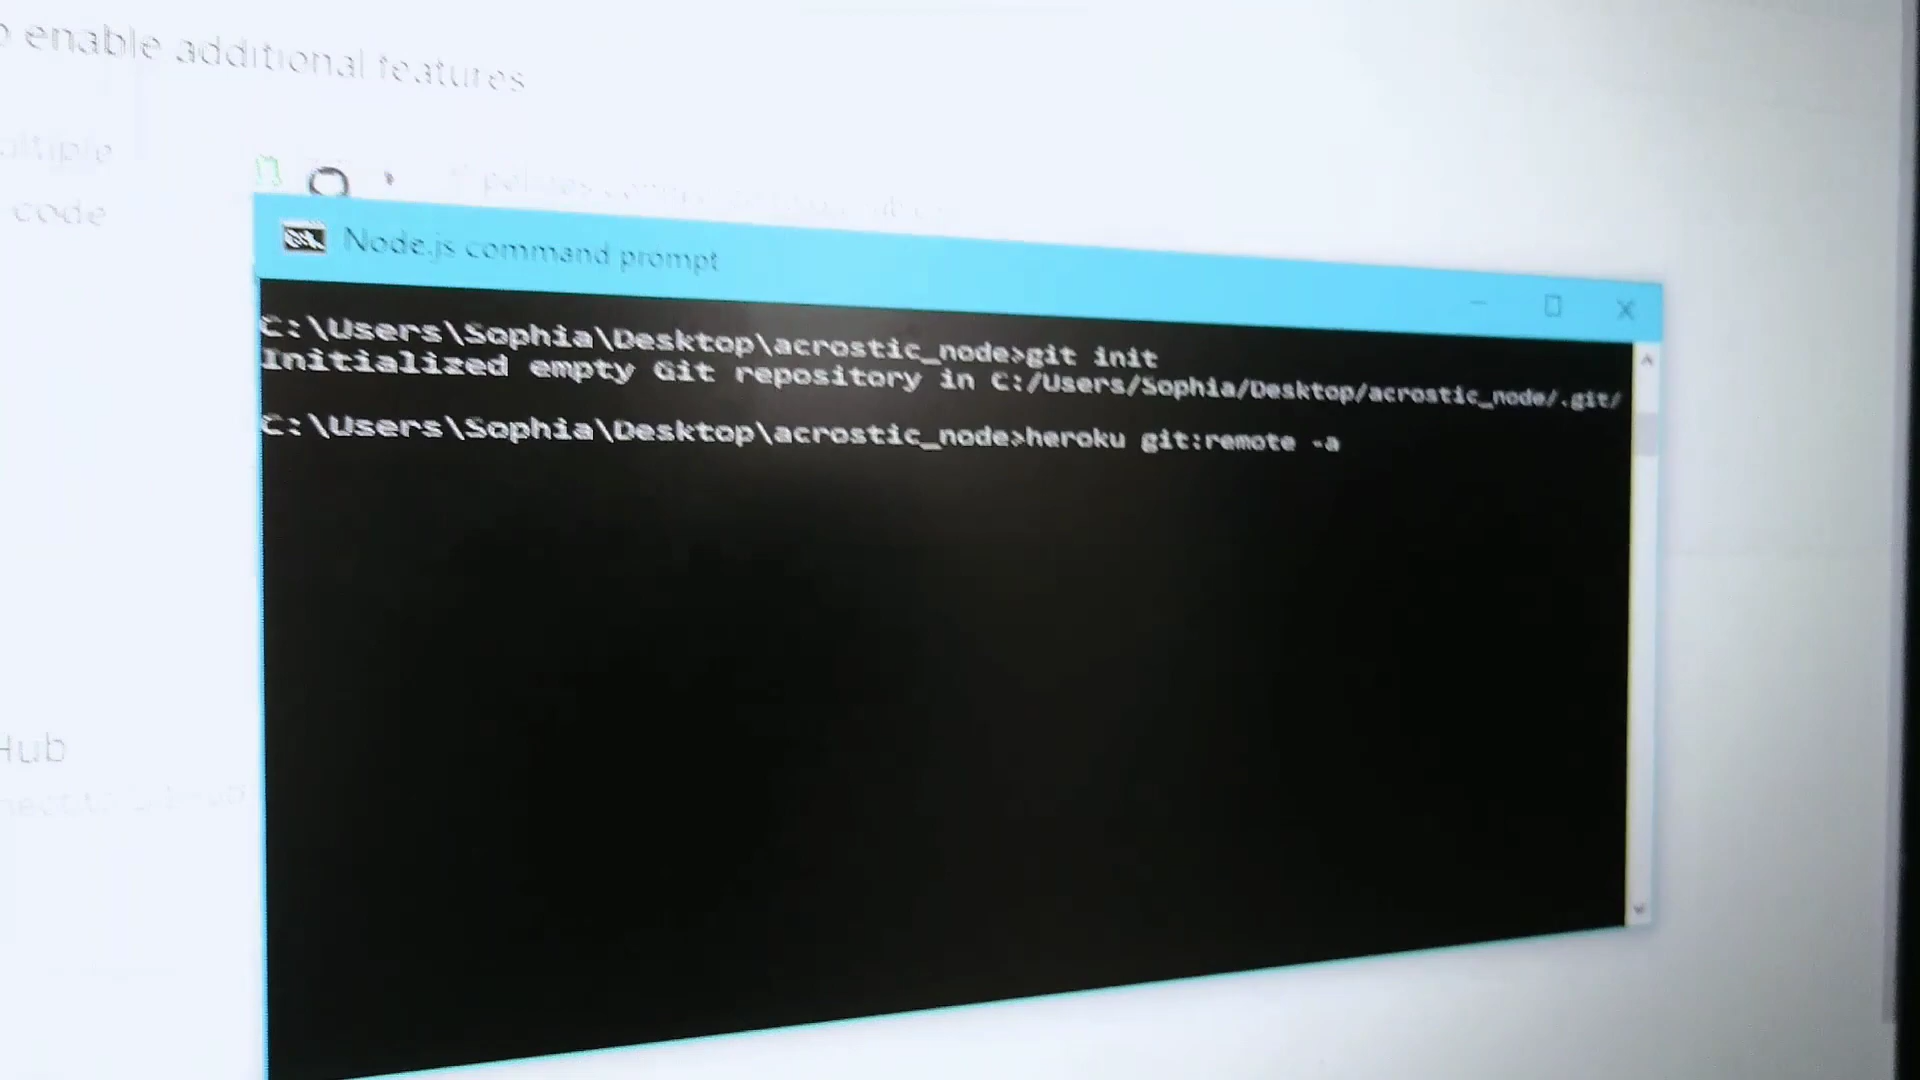 enable additional features
code
Node.js command prompt
C:\Users\Sophia\Desktop\acrostic_node>git init
Initialized empty Git repository in C:/Users/Sophia/Desktop/acrostic_node/.git/
C:\Users\Sophia\Desktop\acrostic_node>heroku git:remote -a
Hub